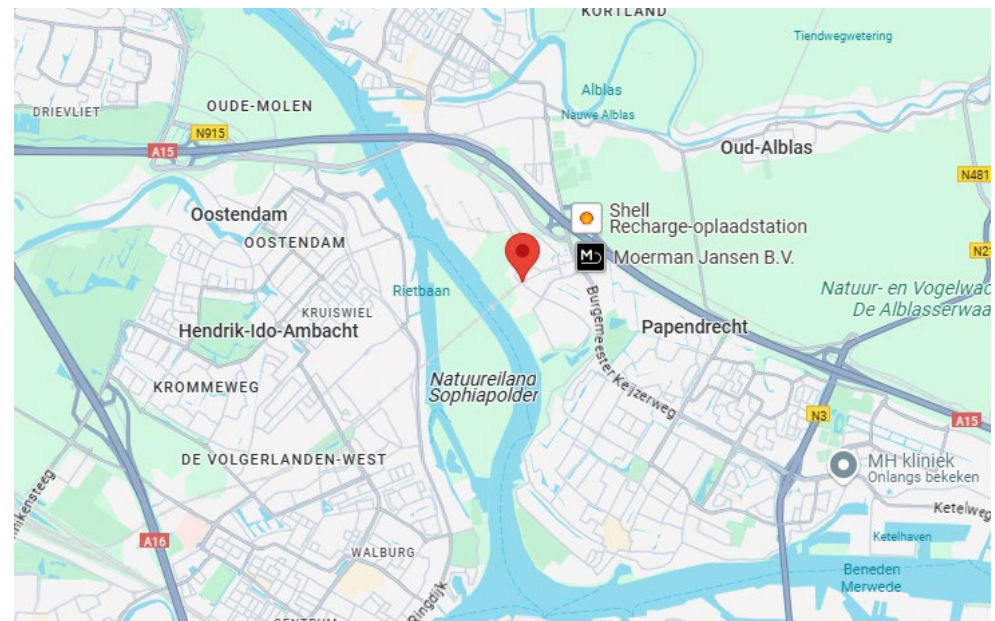 KORTLAND
Tiendwegwetering
Alblas
Nauwe Alblas
DRIEVLIET
OUDE-MOLEN
N915
A15
Oud-Alblas
N481
Oostendam
OOSTENDAM
Shell
Recharge-oplaadstation
Moerman Jansen B.V.
N21
Rietbaan
Natuur- en Vogelwac
De Alblasserwaa
KRUISWIEL
Hendrik-Ido-Ambacht
Burgemeester Keijzerweg
Papendrecht
KROMMEWEG
Natuureiland
Sophiapolder
N3
A15
DE VOLGERLANDEN-WEST
MH kliniek
Onlangs bekeken
nnikensteeg
Ketelweg
A16
Ketelhaven
WALBURG
Beneden
Merwede
Ringdijk
CENTRUM